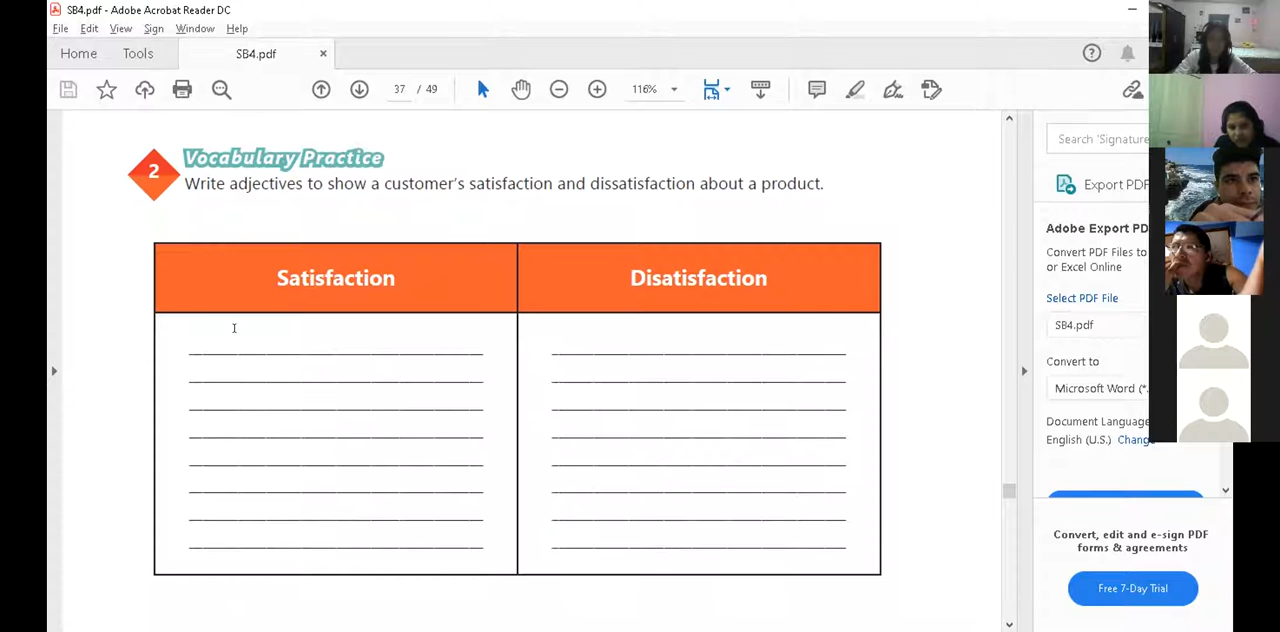 SB4.pdf - Adobe Acrobat Reader DC
File Edit View Sign Window Help
Home Tools SB4.pdf ×
37 / 49 116%
2
Vocabulary Practice
Write adjectives to show a customer's satisfaction and dissatisfaction about a product.
Satisfaction Disatisfaction
Search 'Signature
Export PDF
Adobe Export PD
Convert PDF Files to
or Excel Online
Select PDF File
SB4.pdf
Convert to
Microsoft Word (*.
Document Language
English (U.S.) Change
Convert, edit and e-sign PDF
forms & agreements
Free 7-Day Trial